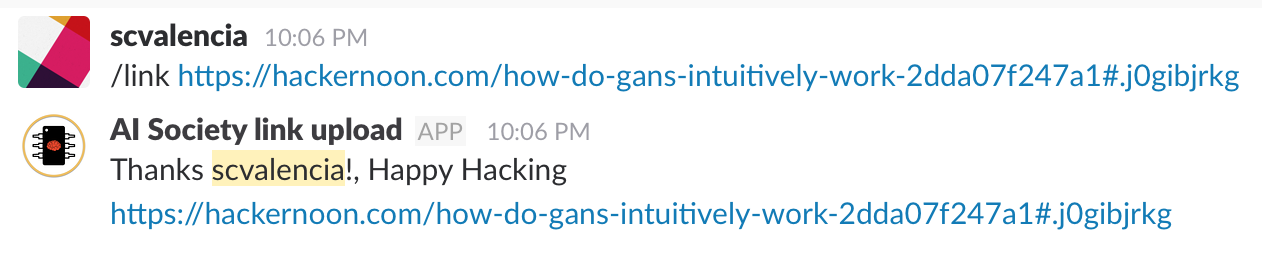 scvalencia 10:06 PM
/link https://hackernoon.com/how-do-gans-intuitively-work-2dda07f247a1#.j0gibjrkg
AI Society link upload APP 10:06 PM
Thanks scvalencia!, Happy Hacking
https://hackernoon.com/how-do-gans-intuitively-work-2dda07f247a1#.j0gibjrkg